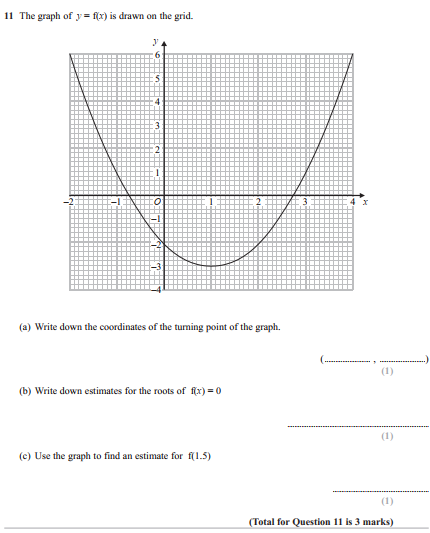 11 The graph of y = f(x) is drawn on the grid.
y
6
5
4
3
2
1
-2 -1 O 1 2 3 4 x
-1
-2
-3
-4
(a) Write down the coordinates of the turning point of the graph.
(.................... , ....................)
(1)
(b) Write down estimates for the roots of f(x) = 0
............................................................
(1)
(c) Use the graph to find an estimate for f(1.5)
........................................
(1)
(Total for Question 11 is 3 marks)